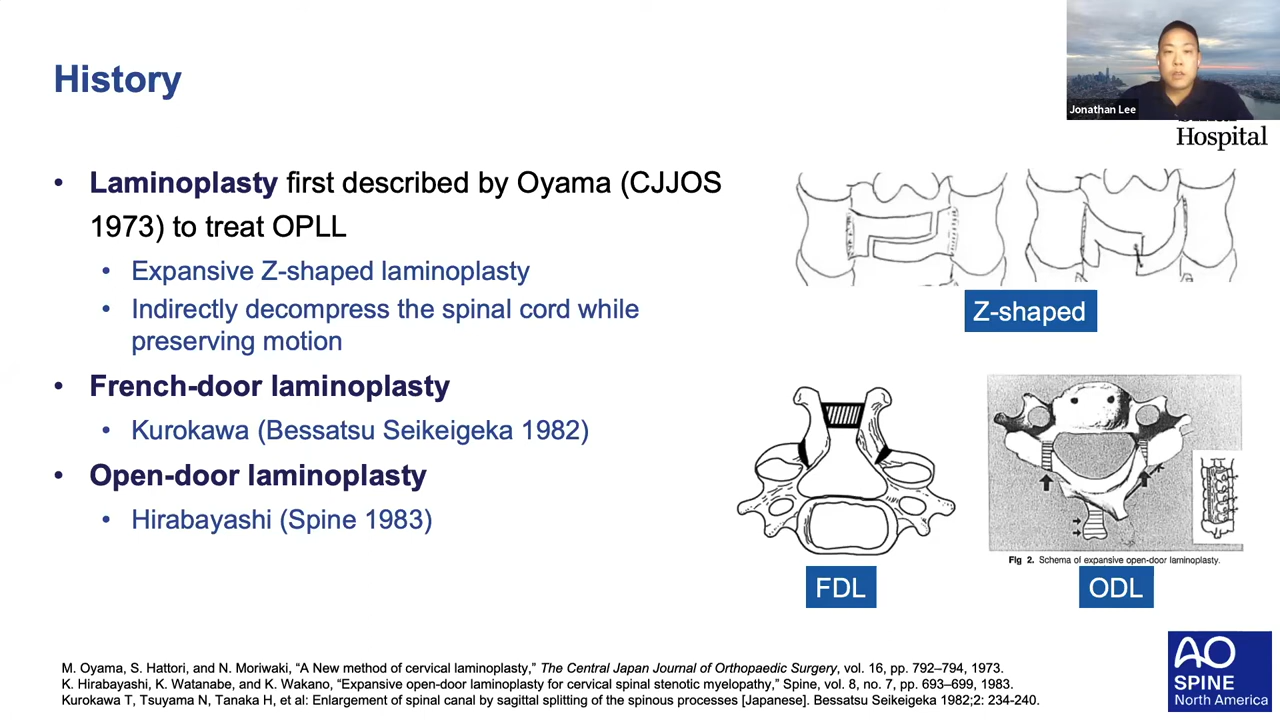 History
Jonathan Lee
Hospital
• Laminoplasty first described by Oyama (CJJOS
1973) to treat OPLL
• Expansive Z-shaped laminoplasty
• Indirectly decompress the spinal cord while
preserving motion
• French-door laminoplasty
• Kurokawa (Bessatsu Seikeigeka 1982)
• Open-door laminoplasty
• Hirabayashi (Spine 1983)
Z-shaped
Fig 2. Schema of expansive open-door laminoplasty.
FDL
ODL
M. Oyama, S. Hattori, and N. Moriwaki, “A New method of cervical laminoplasty,” The Central Japan Journal of Orthopaedic Surgery, vol. 16, pp. 792–794, 1973.
K. Hirabayashi, K. Watanabe, and K. Wakano, “Expansive open-door laminoplasty for cervical spinal stenotic myelopathy,” Spine, vol. 8, no. 7, pp. 693–699, 1983.
Kurokawa T, Tsuyama N, Tanaka H, et al: Enlargement of spinal canal by sagittal splitting of the spinous processes [Japanese]. Bessatsu Seikeigeka 1982;2: 234-240.
AO
SPINE
North America